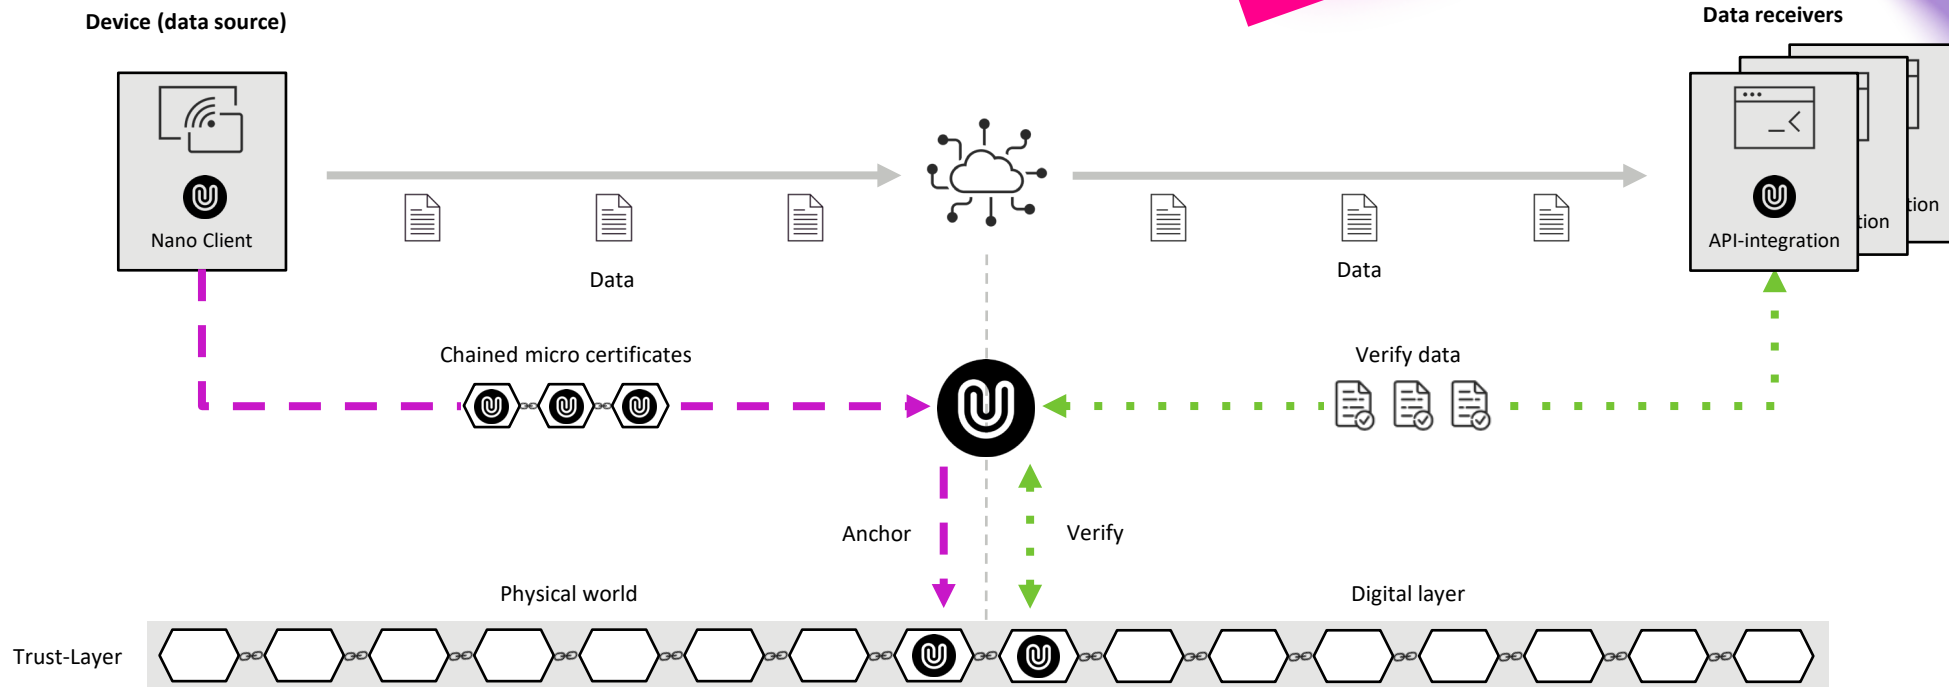 Device (data source)
Data receivers
Nano Client
API-integration
tion
tion
Data
Data
Chained micro certificates
Verify data
Anchor
Verify
Physical world
Digital layer
Trust-Layer